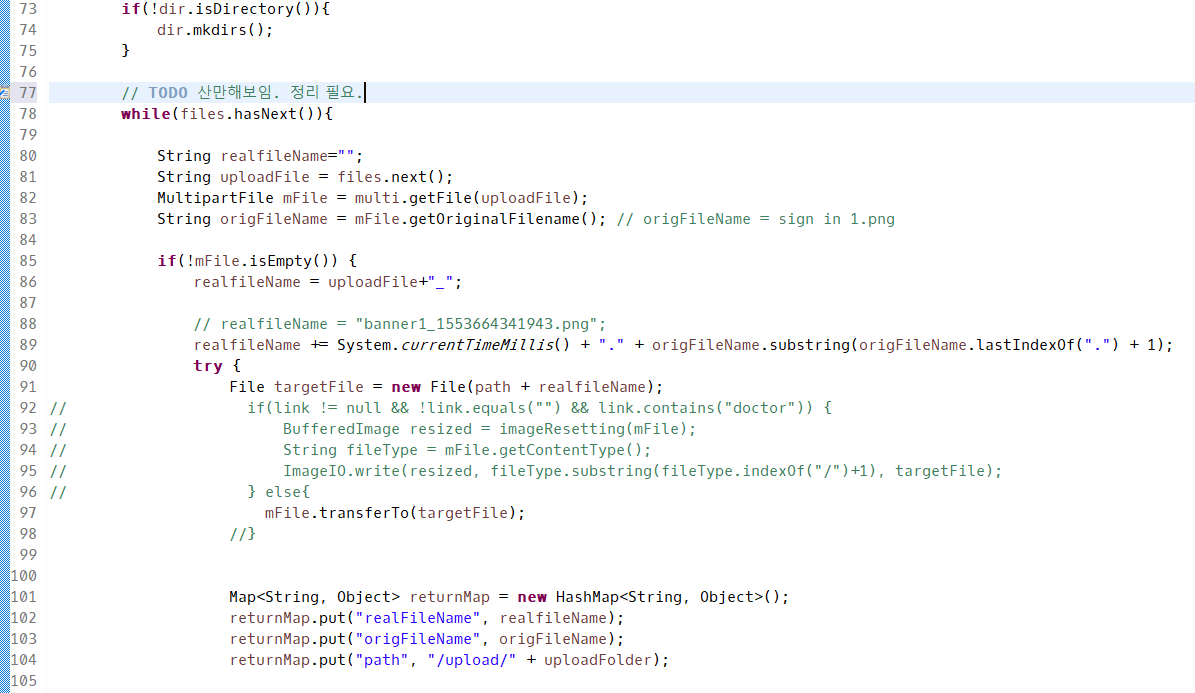 73 if(!dir.isDirectory()){
74 dir.mkdirs();
75 }
76
77 // TODO 산만해보임. 정리 필요.
78 while(files.hasNext()){
79
80 String realfileName="";
81 String uploadFile = files.next();
82 MultipartFile mFile = multi.getFile(uploadFile);
83 String origFileName = mFile.getOriginalFilename(); // origFileName = sign in 1.png
84
85 if(!mFile.isEmpty()) {
86 realfileName = uploadFile+"_";
87
88 // realfileName = "banner1_1553664341943.png";
89 realfileName += System.currentTimeMillis() + "." + origFileName.substring(origFileName.lastIndexOf(".") + 1);
90 try {
91 File targetFile = new File(path + realfileName);
92 // if(link != null && !link.equals("") && link.contains("doctor")) {
93 // BufferedImage resized = imageResetting(mFile);
94 // String fileType = mFile.getContentType();
95 // ImageIO.write(resized, fileType.substring(fileType.indexOf("/")+1), targetFile);
96 // } else{
97 mFile.transferTo(targetFile);
98 //}
99
100
101 Map<String, Object> returnMap = new HashMap<String, Object>();
102 returnMap.put("realFileName", realfileName);
103 returnMap.put("origFileName", origFileName);
104 returnMap.put("path", "/upload/" + uploadFolder);
105